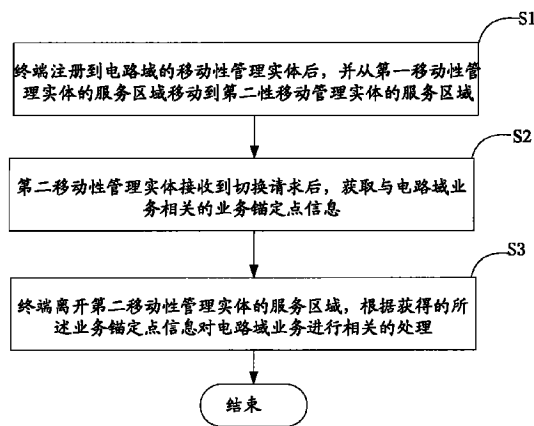 S1
终端注册到电路域的移动性管理实体后，并从第一移动性管
理实体的服务区域移动到第二性移动管理实体的服务区域
S2
第二移动性管理实体接收到切换请求后，获取与电路域业
务相关的业务锚定点信息
S3
终端离开第二移动性管理实体的服务区域，根据获得的所
述业务锚定点信息对电路域业务进行相关的处理
结束